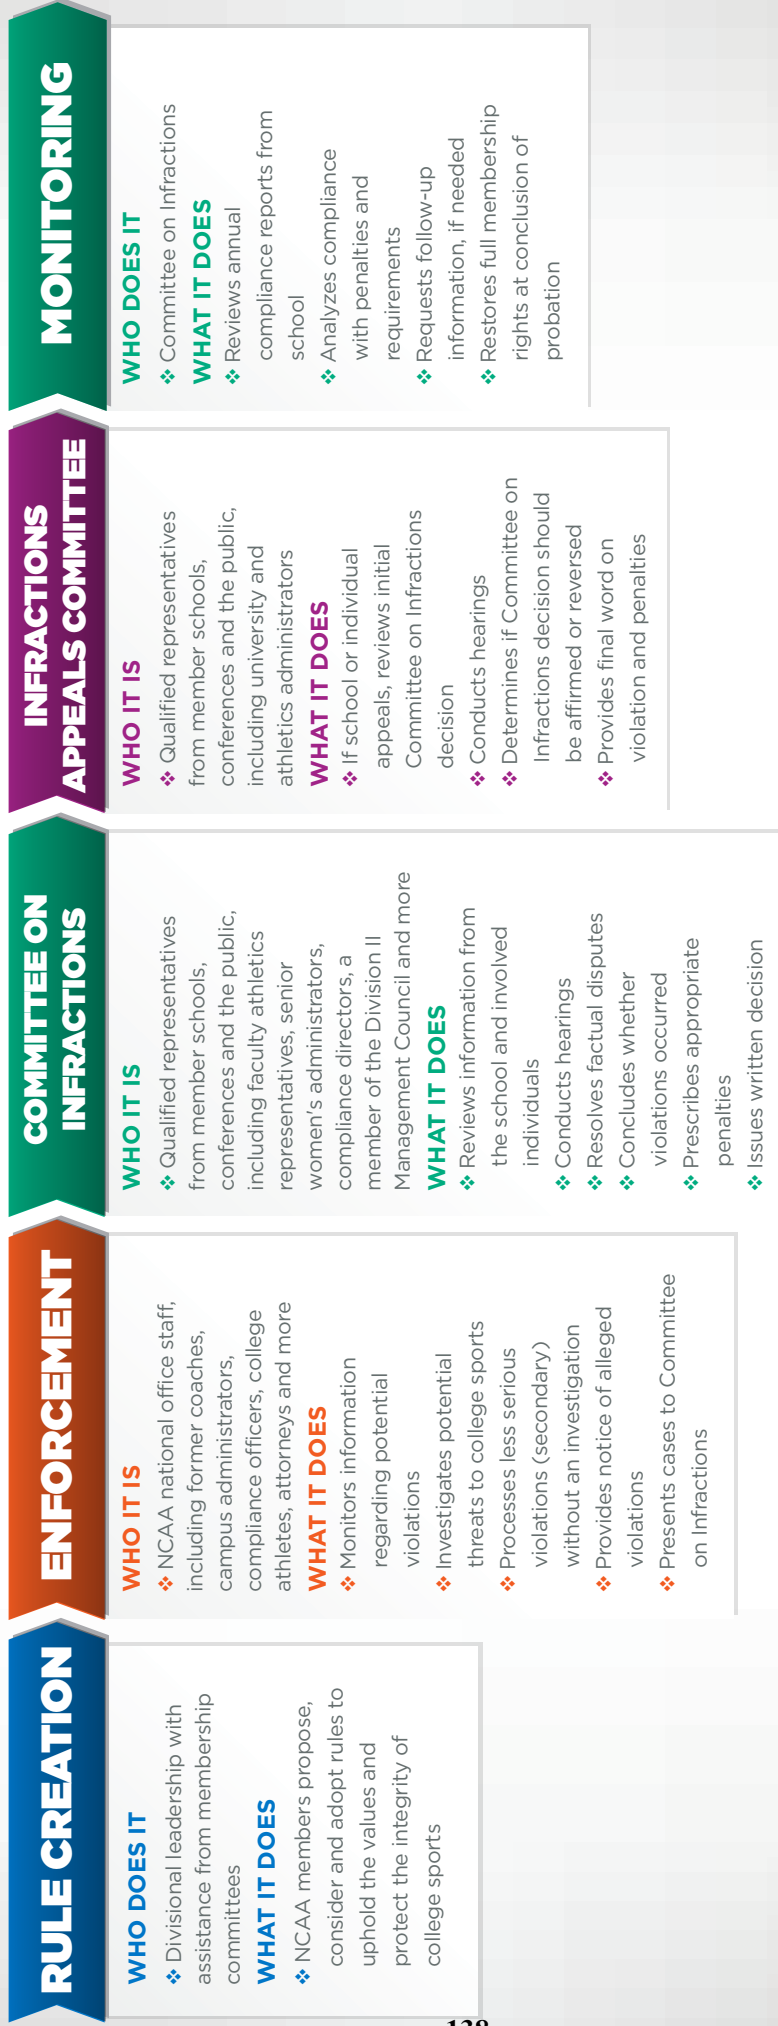 RULE CREATION
WHO DOES IT
❖ Divisional leadership with
assistance from membership
committees
WHAT IT DOES
❖ NCAA members propose,
consider and adopt rules to
uphold the values and
protect the integrity of
college sports
ENFORCEMENT
WHO IT IS
❖ NCAA national office staff,
including former coaches,
campus administrators,
compliance officers, college
athletes, attorneys and more
WHAT IT DOES
❖ Monitors information
regarding potential
violations
❖ Investigates potential
threats to college sports
❖ Processes less serious
violations (secondary)
without an investigation
❖ Provides notice of alleged
violations
❖ Presents cases to Committee
on Infractions
COMMITTEE ON
INFRACTIONS
WHO IT IS
❖ Qualified representatives
from member schools,
conferences and the public,
including faculty athletics
representatives, senior
women's administrators,
compliance directors, a
member of the Division II
Management Council and more
WHAT IT DOES
❖ Reviews information from
the school and involved
individuals
❖ Conducts hearings
❖ Resolves factual disputes
❖ Concludes whether
violations occurred
❖ Prescribes appropriate
penalties
❖ Issues written decision
INFRACTIONS
APPEALS COMMITTEE
WHO IT IS
❖ Qualified representatives
from member schools,
conferences and the public,
including university and
athletics administrators
WHAT IT DOES
❖ If school or individual
appeals, reviews initial
Committee on Infractions
decision
❖ Conducts hearings
❖ Determines if Committee on
Infractions decision should
be affirmed or reversed
❖ Provides final word on
violation and penalties
MONITORING
WHO DOES IT
❖ Committee on Infractions
WHAT IT DOES
❖ Reviews annual
compliance reports from
school
❖ Analyzes compliance
with penalties and
requirements
❖ Requests follow-up
information, if needed
❖ Restores full membership
rights at conclusion of
probation